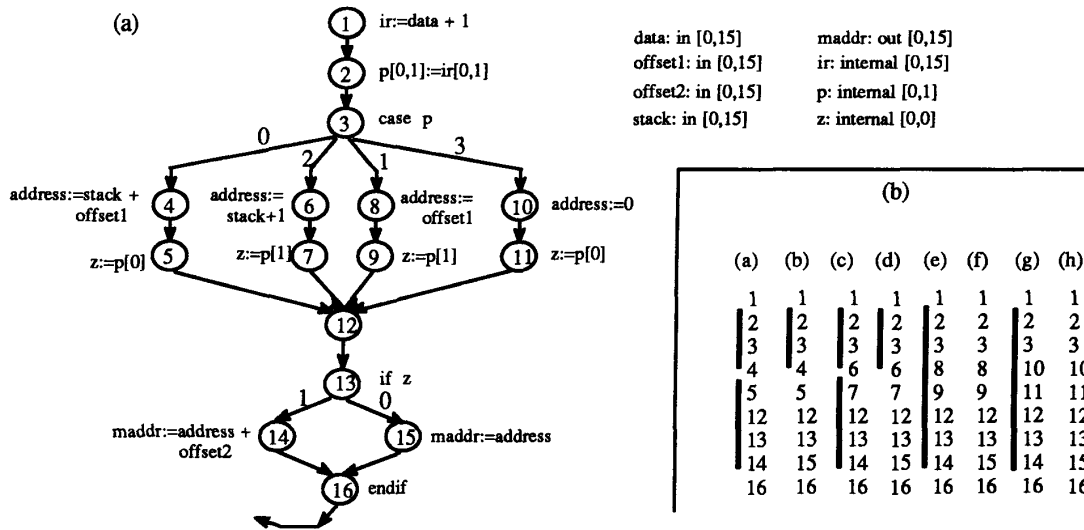 (a)
1 ir:=data + 1
2 p[0,1]:=ir[0,1]
3 case p
0 2 1 3
address:=stack +
offset1
4
address:=
stack+1
6
8
address:=
offset1
10 address:=0
z:=p[0]
5
7
z:=p[1]
9
z:=p[1]
11
z:=p[0]
12
13 if z
1 0
maddr:=address +
offset2
14
15 maddr:=address
16 endif
data: in [0,15] maddr: out [0,15]
offset1: in [0,15] ir: internal [0,15]
offset2: in [0,15] p: internal [0,1]
stack: in [0,15] z: internal [0,0]
(b)
(a) (b) (c) (d) (e) (f) (g) (h)
1 1 1 1 1 1 1 1
2 2 2 2 2 2 2 2
3 3 3 3 3 3 3 3
4 4 6 6 8 8 10 10
5 5 7 7 9 9 11 11
12 12 12 12 12 12 12 12
13 13 13 13 13 13 13 13
14 15 14 15 14 15 14 15
16 16 16 16 16 16 16 16